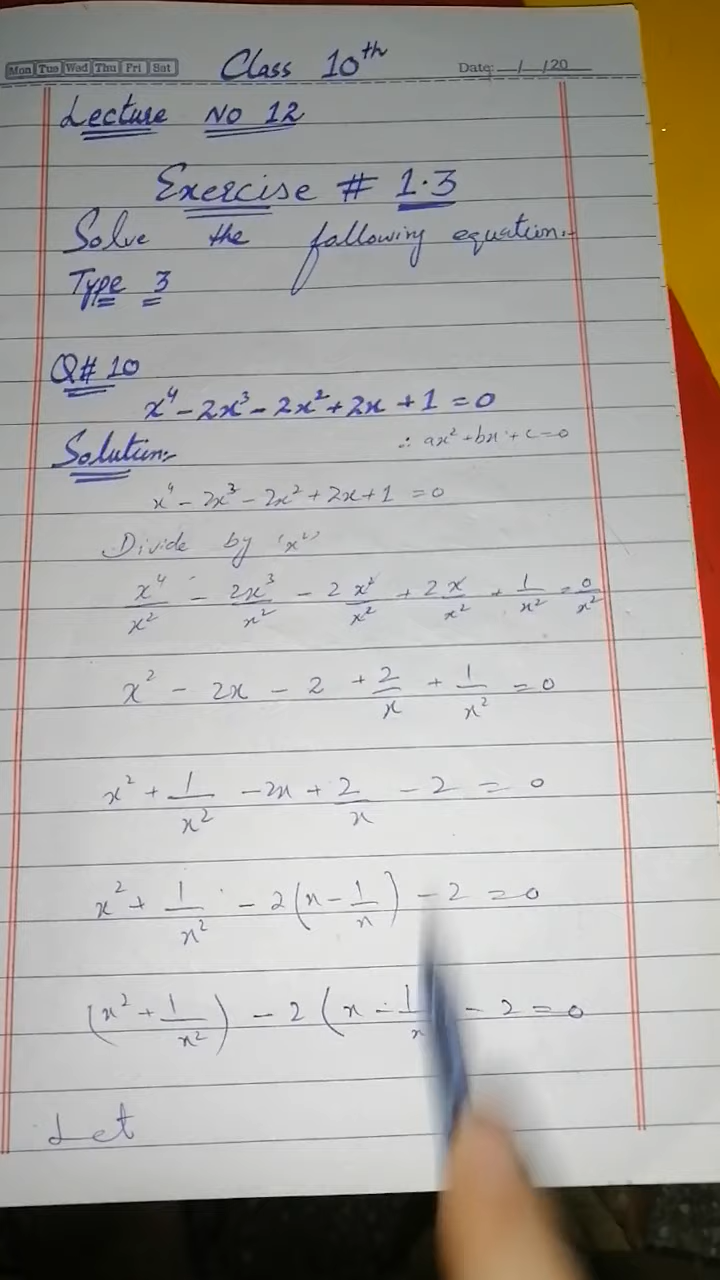 Mon Tue Wed Thu Fri Sat
Class 10th
Date: __/__/20__
Lecture No 12
Exercise # 1.3
Solve the following equation:-
Type 3
Q# 10
x⁴ - 2x³ - 2x² + 2x + 1 = 0
Solution:-
∴ ax² + bx + c = 0
x⁴ - 2x³ - 2x² + 2x + 1 = 0
Divide by 'x²'
x⁴/x² - 2x³/x² - 2x²/x² + 2x/x² + 1/x² = 0/x²
x² - 2x - 2 + 2/x + 1/x² = 0
x² + 1/x² - 2x + 2/x - 2 = 0
x² + 1/x² - 2(x - 1/x) - 2 = 0
(x² + 1/x²) - 2(x - 1/x) - 2 = 0
Let